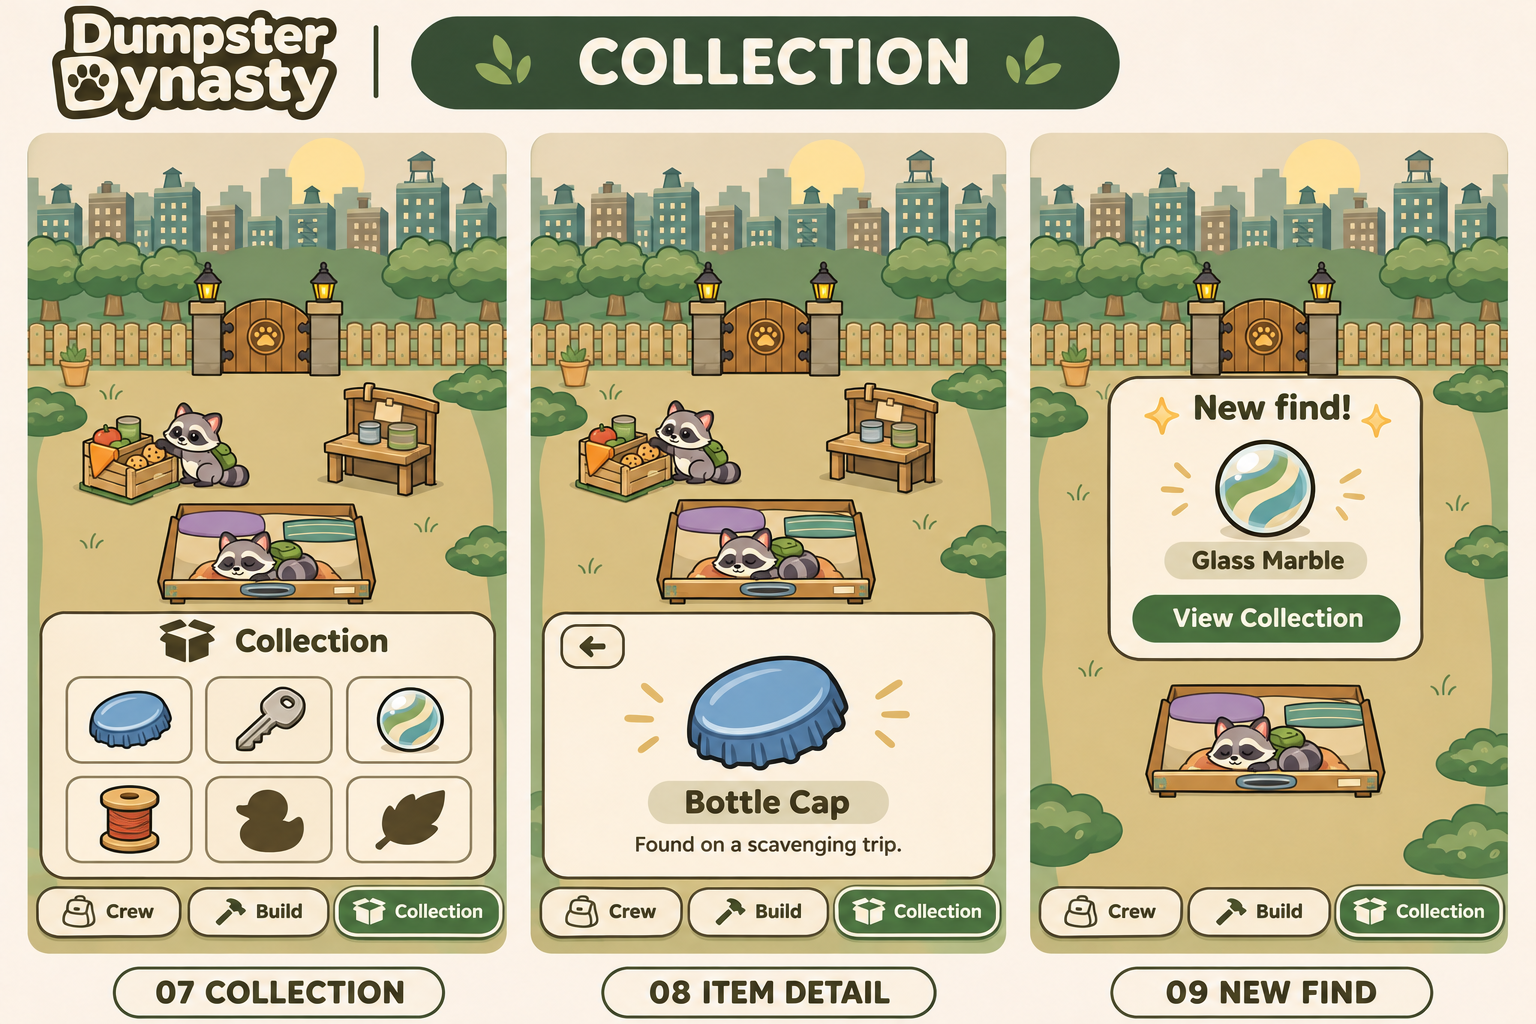 Dumpster
Dynasty
COLLECTION
Collection
Crew
Build
Collection
07 COLLECTION
Bottle Cap
Found on a scavenging trip.
Crew
Build
Collection
08 ITEM DETAIL
New find!
Glass Marble
View Collection
Crew
Build
Collection
09 NEW FIND